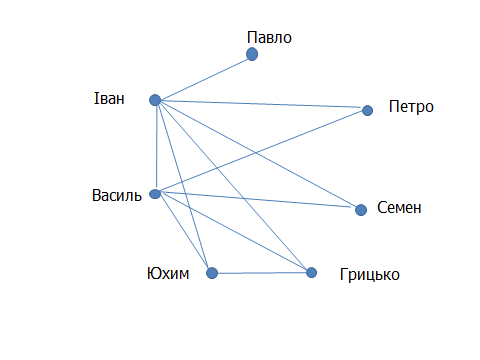 Павло
Іван
Петро
Василь
Семен
Юхим
Грицько